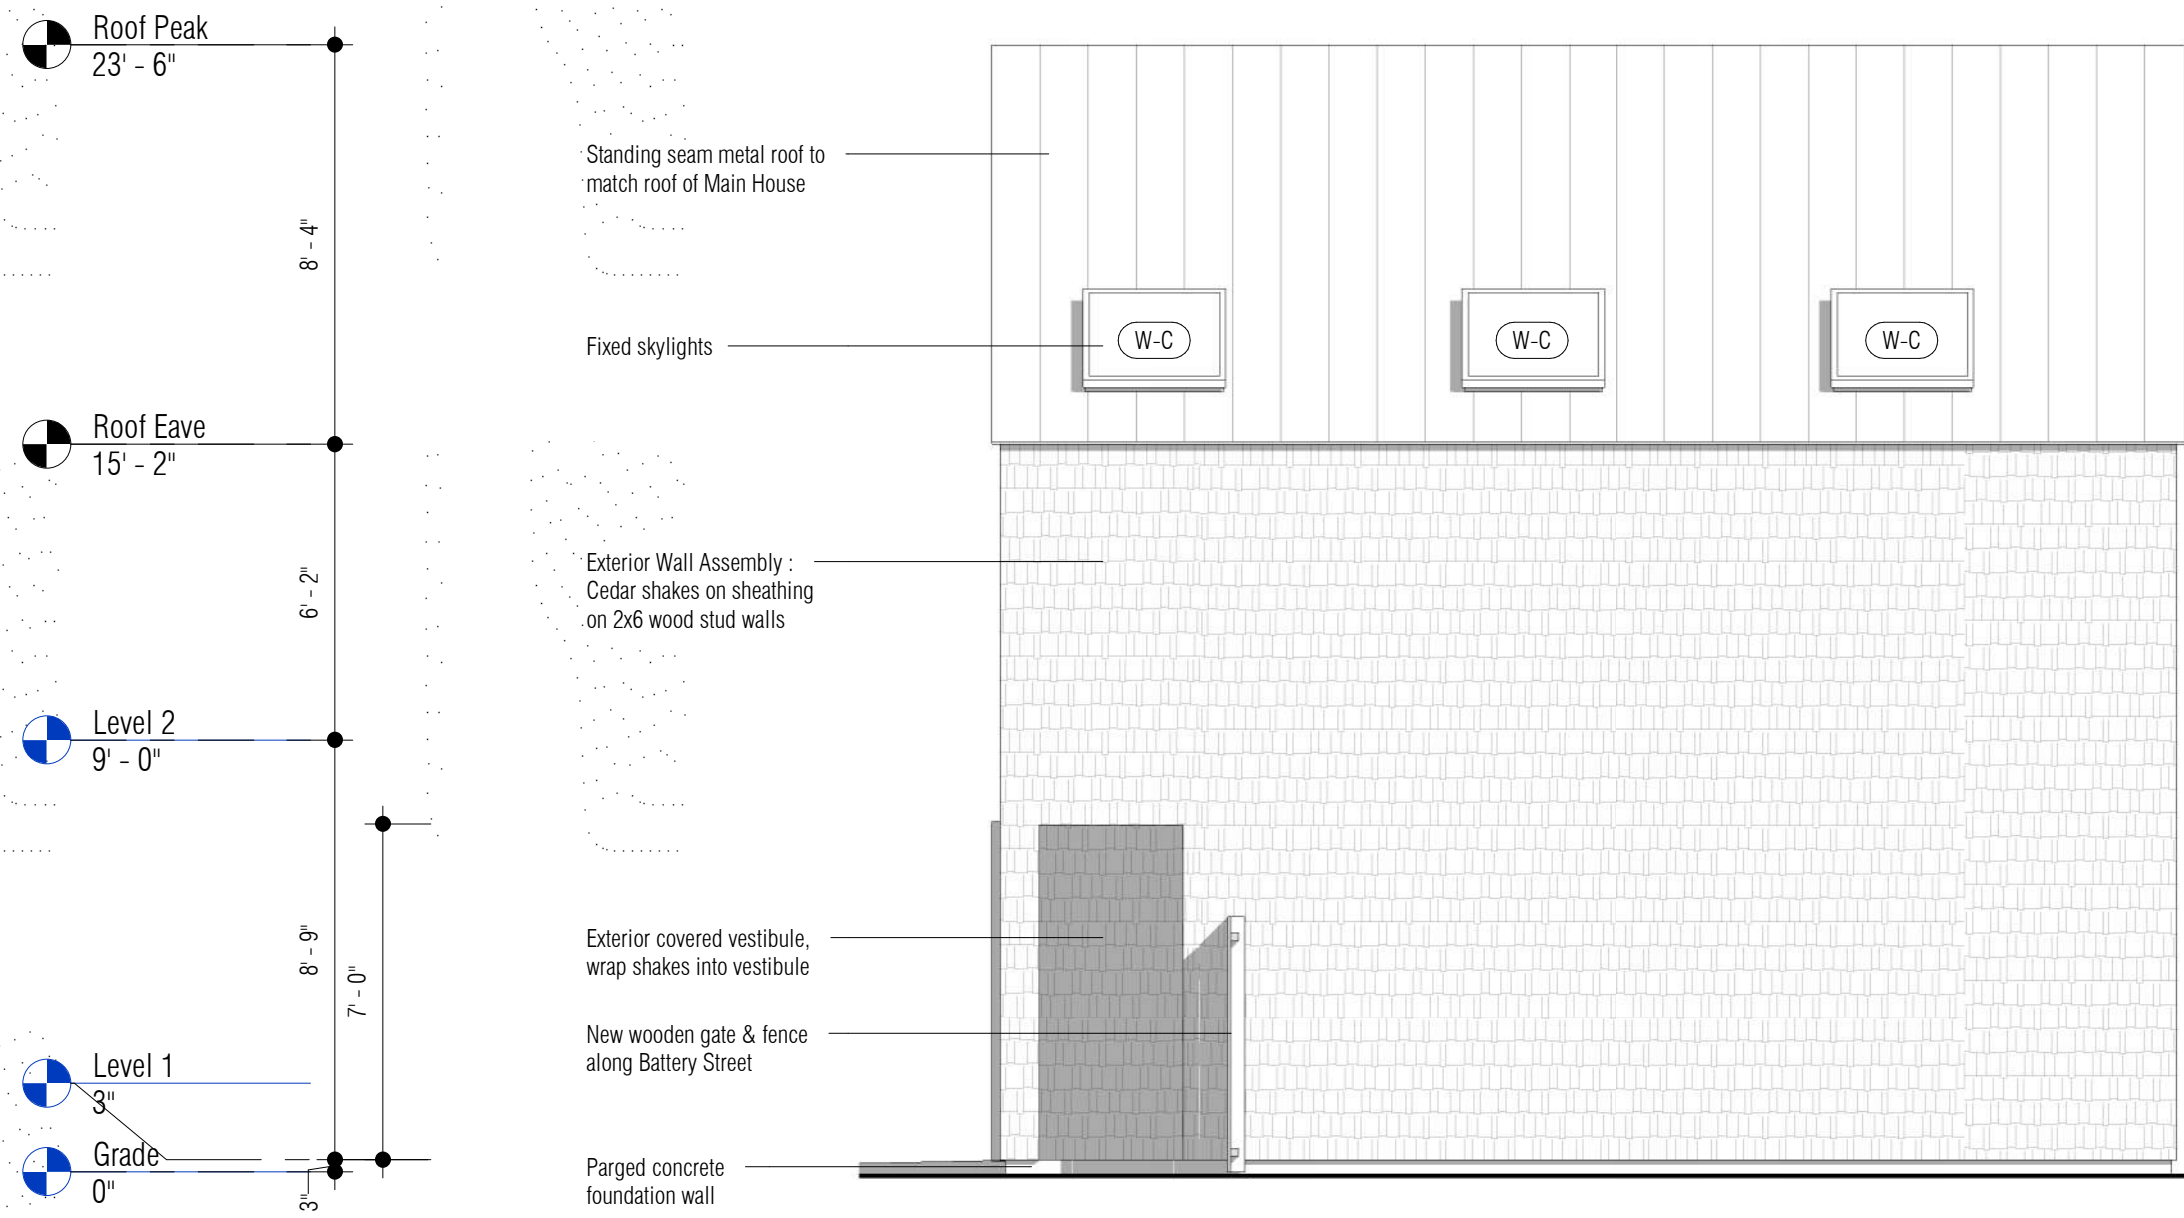 Roof Peak
23' - 6"
8' - 4"
Roof Eave
15' - 2"
6' - 2"
Level 2
9' - 0"
8' - 9"
7' - 0"
Level 1
3"
Grade
0"
3"
Standing seam metal roof to
match roof of Main House
Fixed skylights
W-C
W-C
W-C
Exterior Wall Assembly :
Cedar shakes on sheathing
on 2x6 wood stud walls
Exterior covered vestibule,
wrap shakes into vestibule
New wooden gate & fence
along Battery Street
Parged concrete
foundation wall